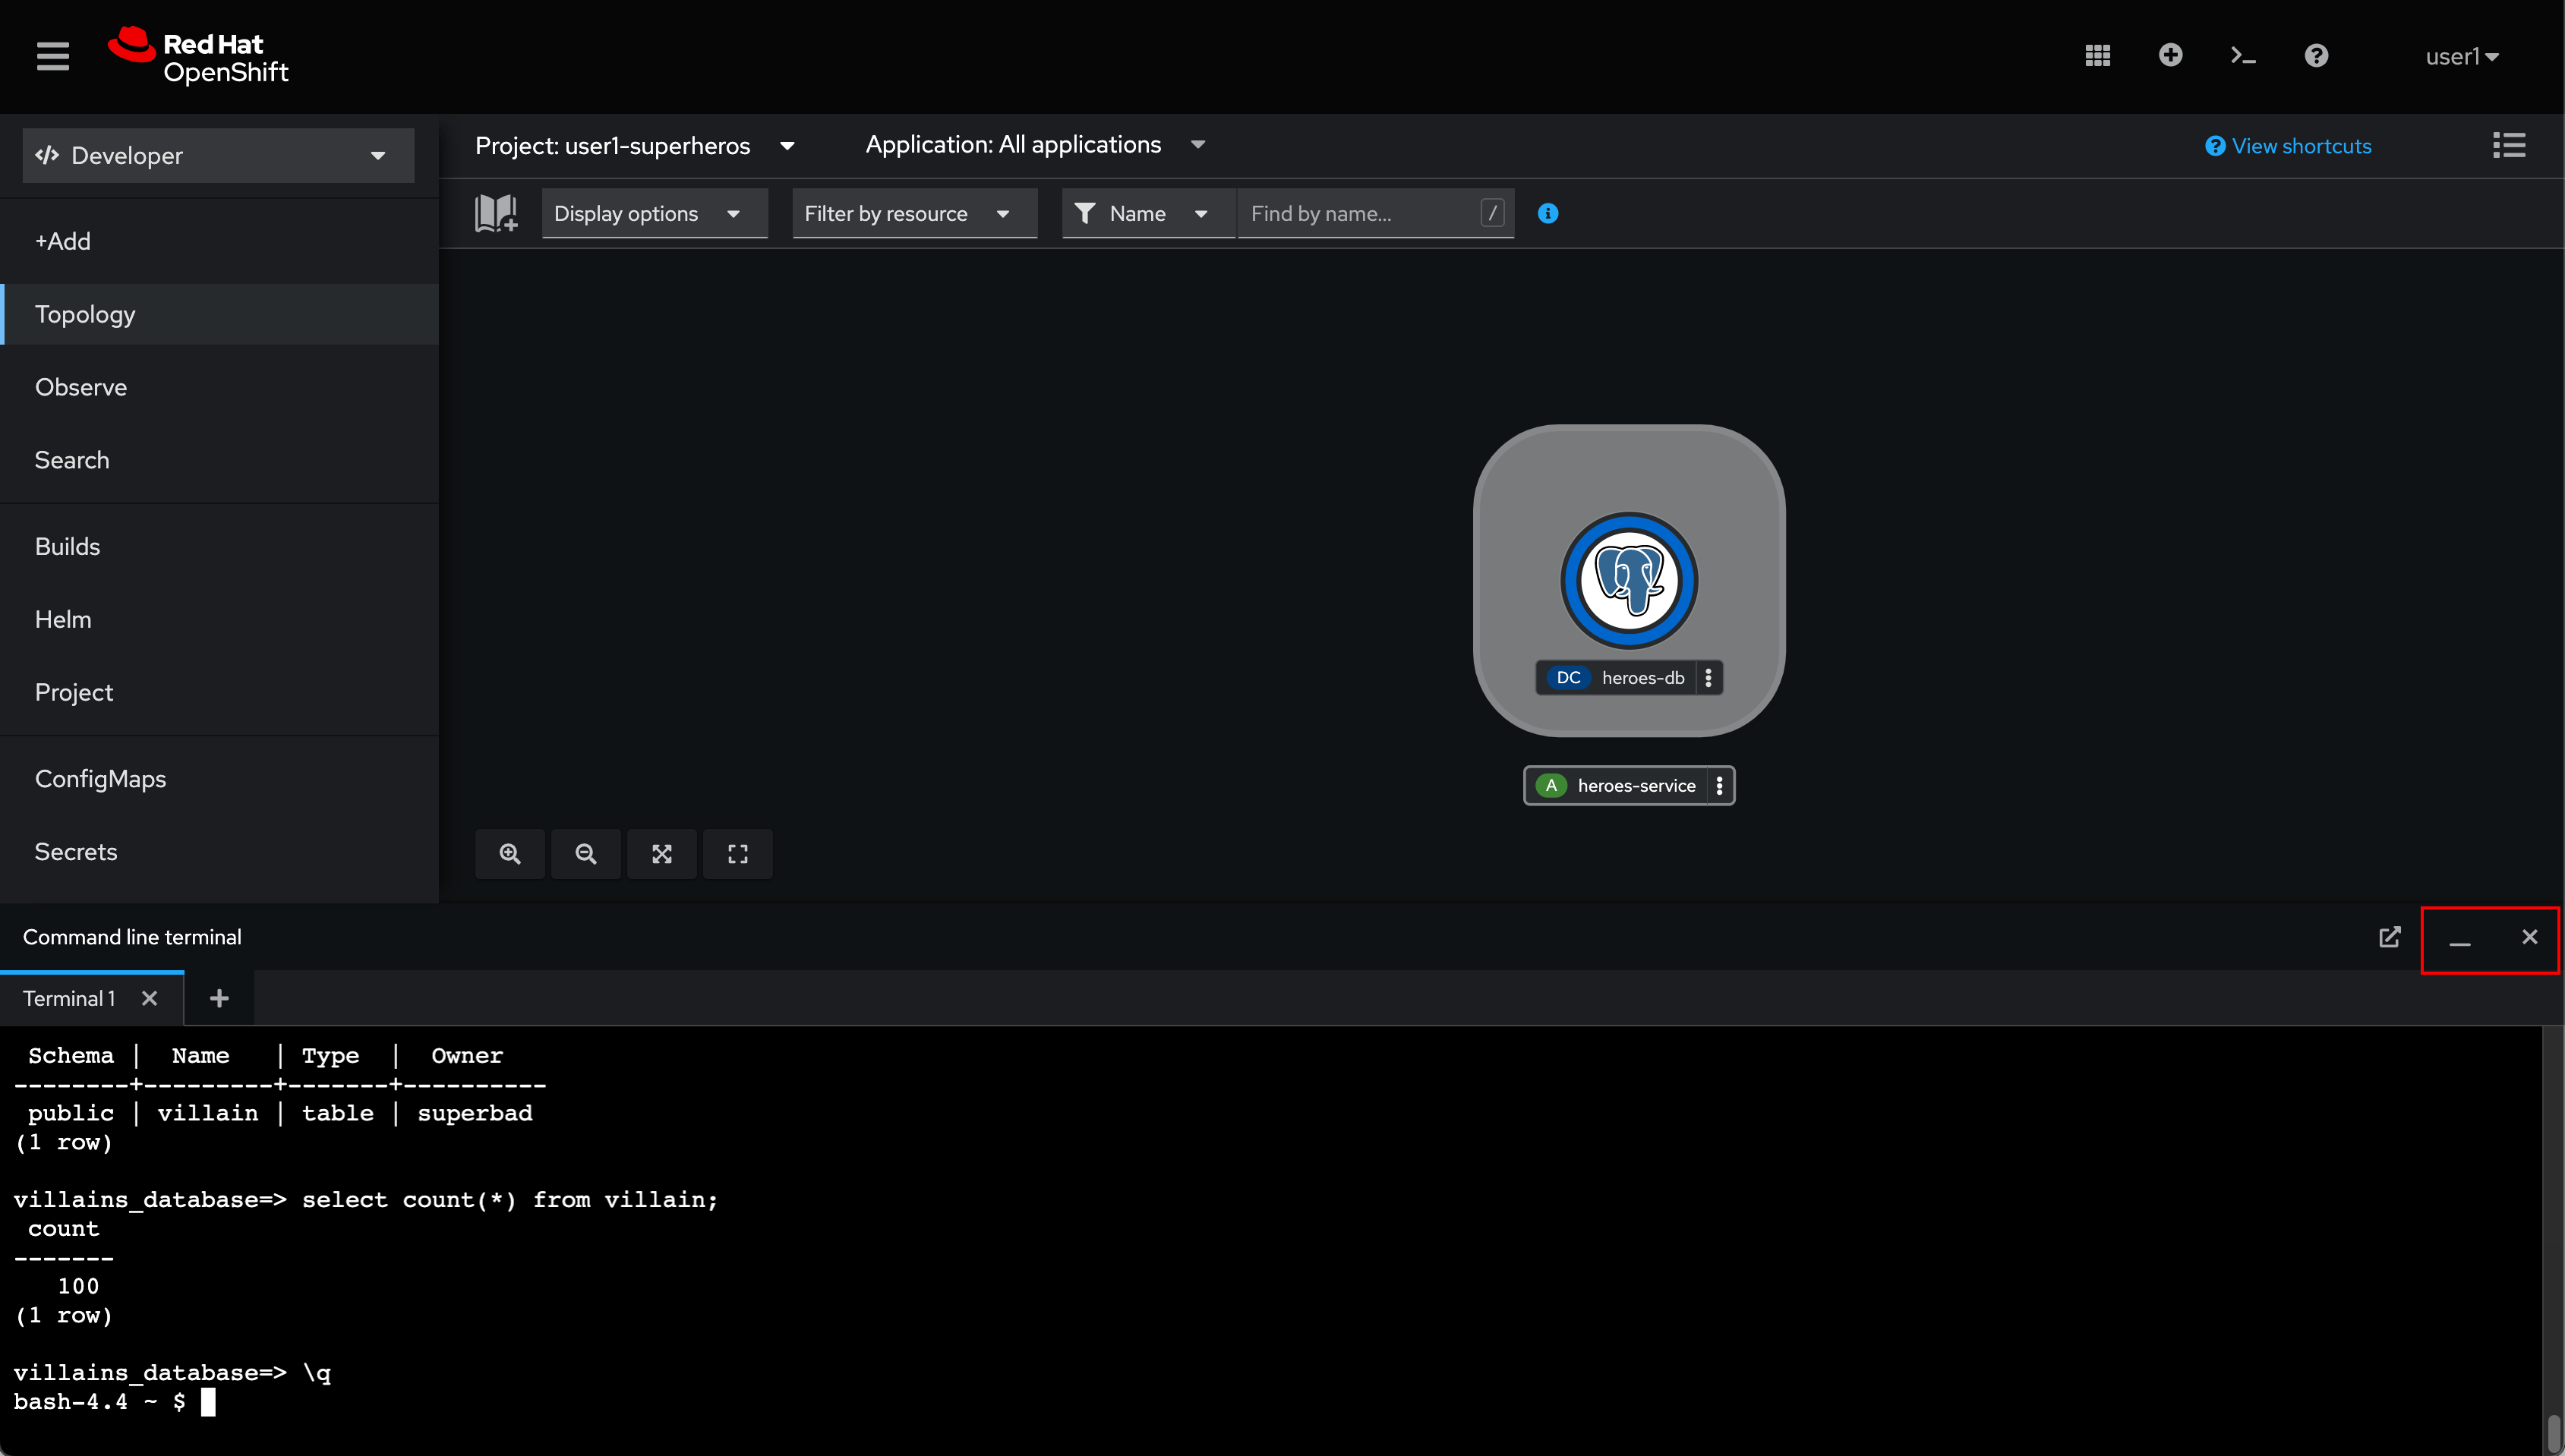 Red Hat
OpenShift
user1
Developer
Project: user1-superheros
Application: All applications
View shortcuts
Display options
Filter by resource
Name
Find by name...
/
+Add
Topology
Observe
Search
Builds
Helm
Project
ConfigMaps
Secrets
DC heroes-db
A heroes-service
Command line terminal
Terminal 1
Schema | Name | Type | Owner
--------+---------+-------+----------
public | villain | table | superbad
(1 row)
villains_database=> select count(*) from villain;
count
-------
100
(1 row)
villains_database=> \q
bash-4.4 ~ $